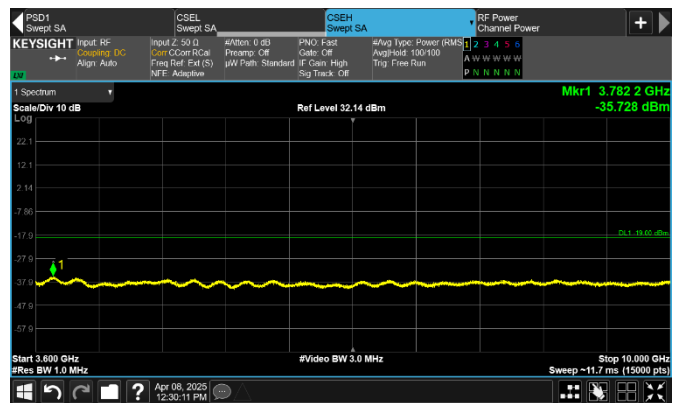 PSD1
Swept SA
CSEL
Swept SA
CSEH
Swept SA
RF Power
Channel Power
KEYSIGHT
Input: RF
Coupling: DC
Align: Auto
Input Z: 50 Ω
Corr CCorr RCal
Freq Ref: Ext (S)
NFE: Adaptive
#Atten: 0 dB
Preamp: Off
µW Path: Standard
PNO: Fast
Gate: Off
IF Gain: High
Sig Track: Off
#Avg Type: Power (RMS)
Avg|Hold: 100/100
Trig: Free Run
1 2 3 4 5 6
A W W W W W
P N N N N N
LXI
1 Spectrum
Mkr1 3.782 2 GHz
Scale/Div 10 dB
Ref Level 32.14 dBm
-35.728 dBm
Log
22.1
12.1
2.14
-7.86
-17.9
DL1 -19.00 dBm
-27.9
1
-37.9
-47.9
-57.9
Start 3.600 GHz
#Video BW 3.0 MHz
Stop 10.000 GHz
#Res BW 1.0 MHz
Sweep ~11.7 ms (15000 pts)
?
Apr 08, 2025
12:30:11 PM